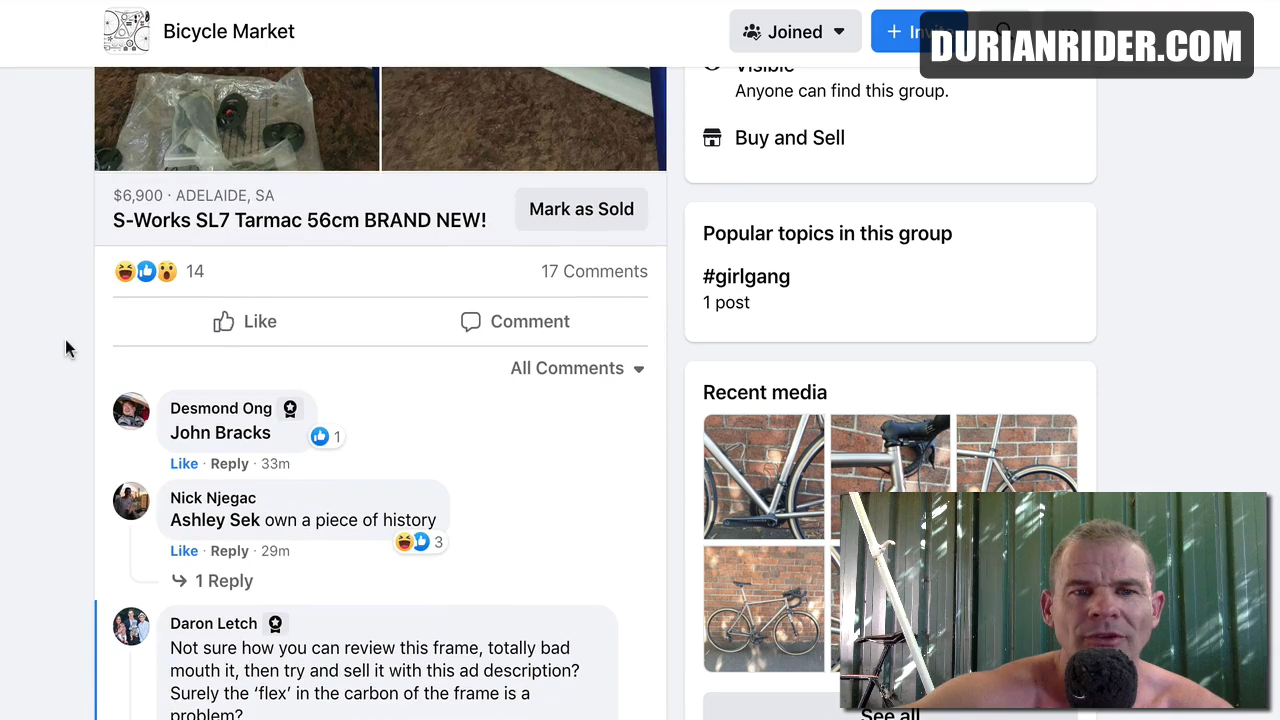 Bicycle Market
Joined
DURIANRIDER.COM
Visible
Anyone can find this group.
Buy and Sell
$6,900 · ADELAIDE, SA
S-Works SL7 Tarmac 56cm BRAND NEW!
Mark as Sold
14
17 Comments
Like
Comment
All Comments
Desmond Ong
John Bracks
1
Like · Reply · 33m
Nick Njegac
Ashley Sek own a piece of history
3
Like · Reply · 29m
1 Reply
Daron Letch
Not sure how you can review this frame, totally bad
mouth it, then try and sell it with this ad description?
Surely the ‘flex’ in the carbon of the frame is a
problem?
Popular topics in this group
#girlgang
1 post
Recent media
See all